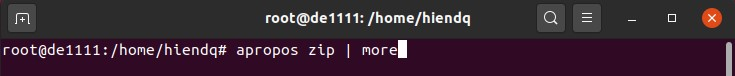 root@de1111: /home/hiendq
root@de1111:/home/hiendq# apropos zip | more